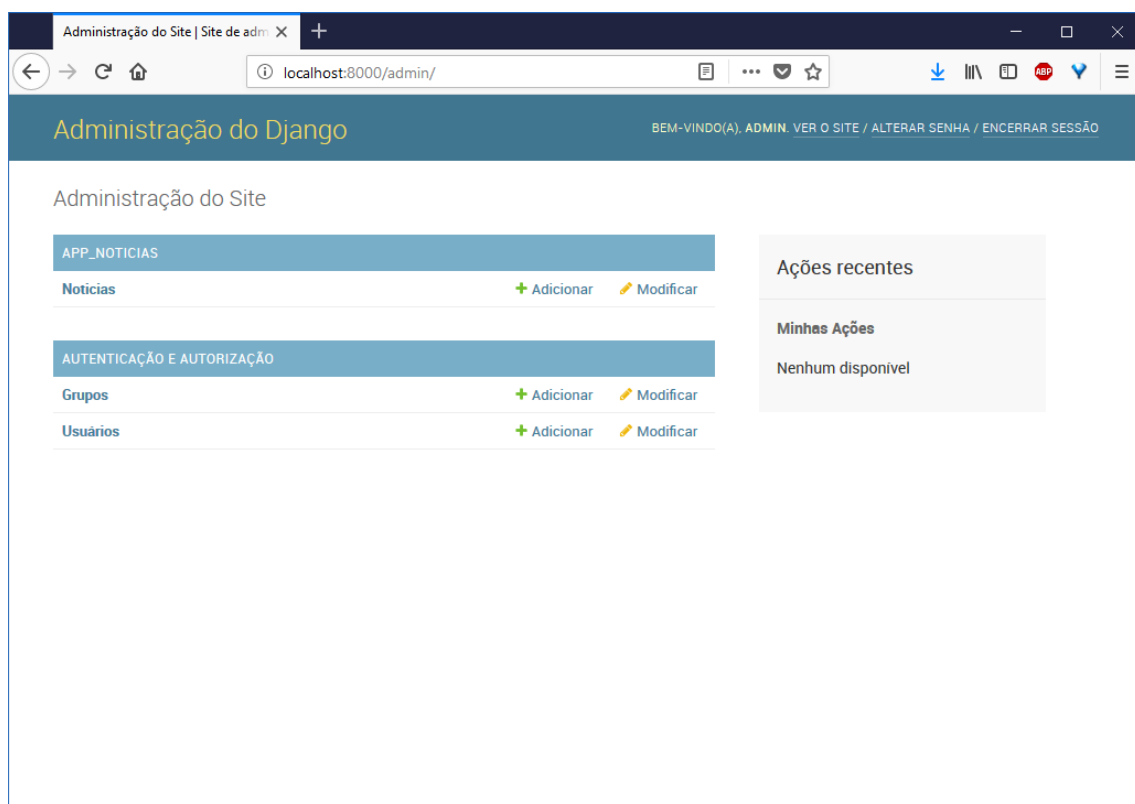 Administração do Site | Site de adm
localhost:8000/admin/
ABP
Administração do Django
BEM-VINDO(A), ADMIN. VER O SITE / ALTERAR SENHA / ENCERRAR SESSÃO
Administração do Site
APP_NOTICIAS
Noticias Adicionar Modificar
AUTENTICAÇÃO E AUTORIZAÇÃO
Grupos Adicionar Modificar
Usuários Adicionar Modificar
Ações recentes
Minhas Ações
Nenhum disponível